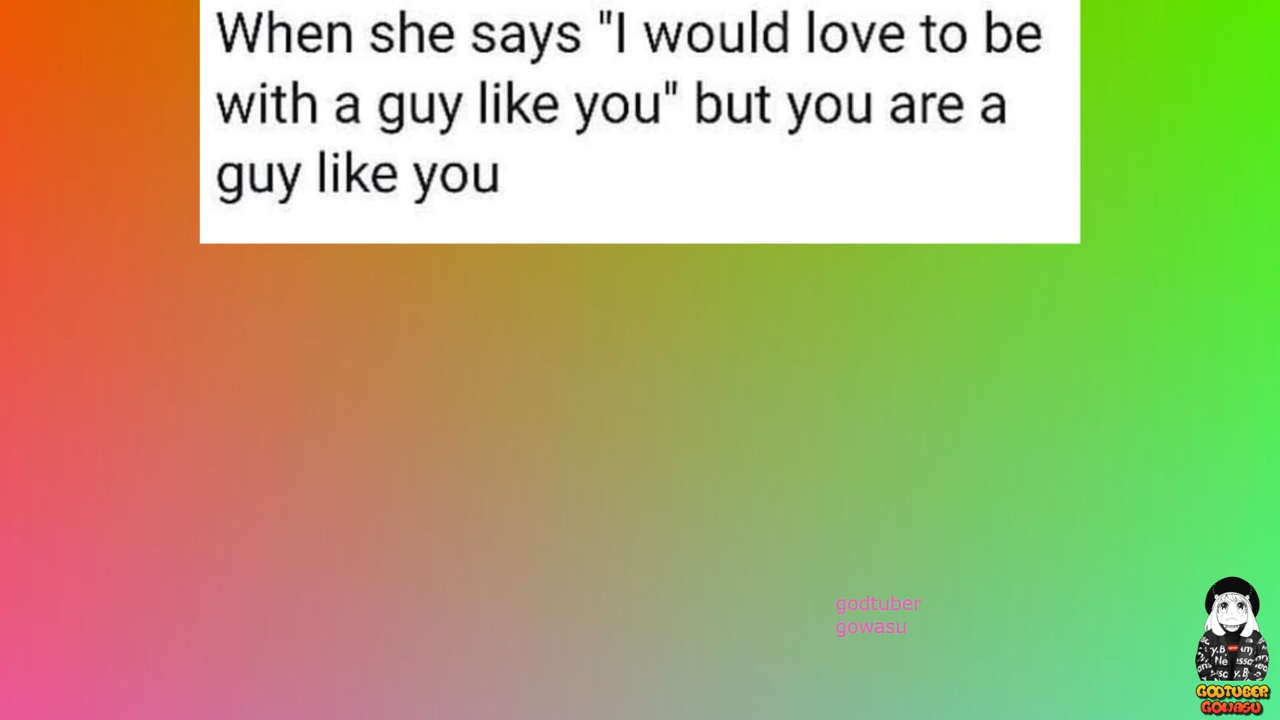 When she says "I would love to be
with a guy like you" but you are a
guy like you
godtuber
gowasu
GODTUBER
GOWASU